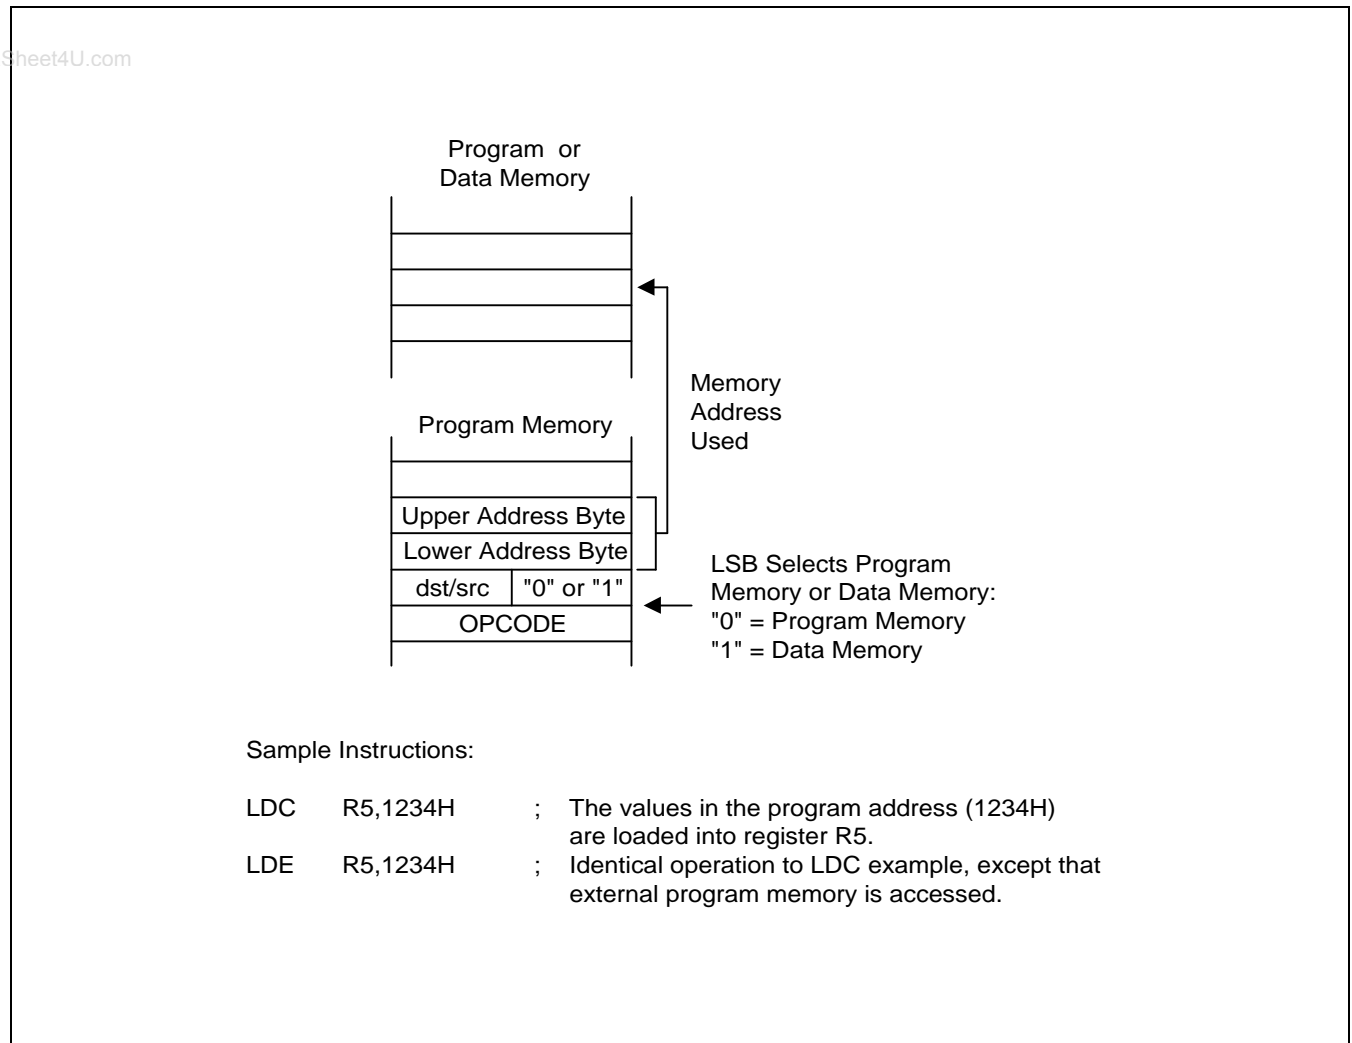 Sheet4U.com
Program or
Data Memory
Memory
Address
Used
Program Memory
Upper Address Byte
Lower Address Byte
dst/src "0" or "1"
OPCODE
LSB Selects Program
Memory or Data Memory:
"0" = Program Memory
"1" = Data Memory
Sample Instructions:
LDC R5,1234H ; The values in the program address (1234H)
are loaded into register R5.
LDE R5,1234H ; Identical operation to LDC example, except that
external program memory is accessed.